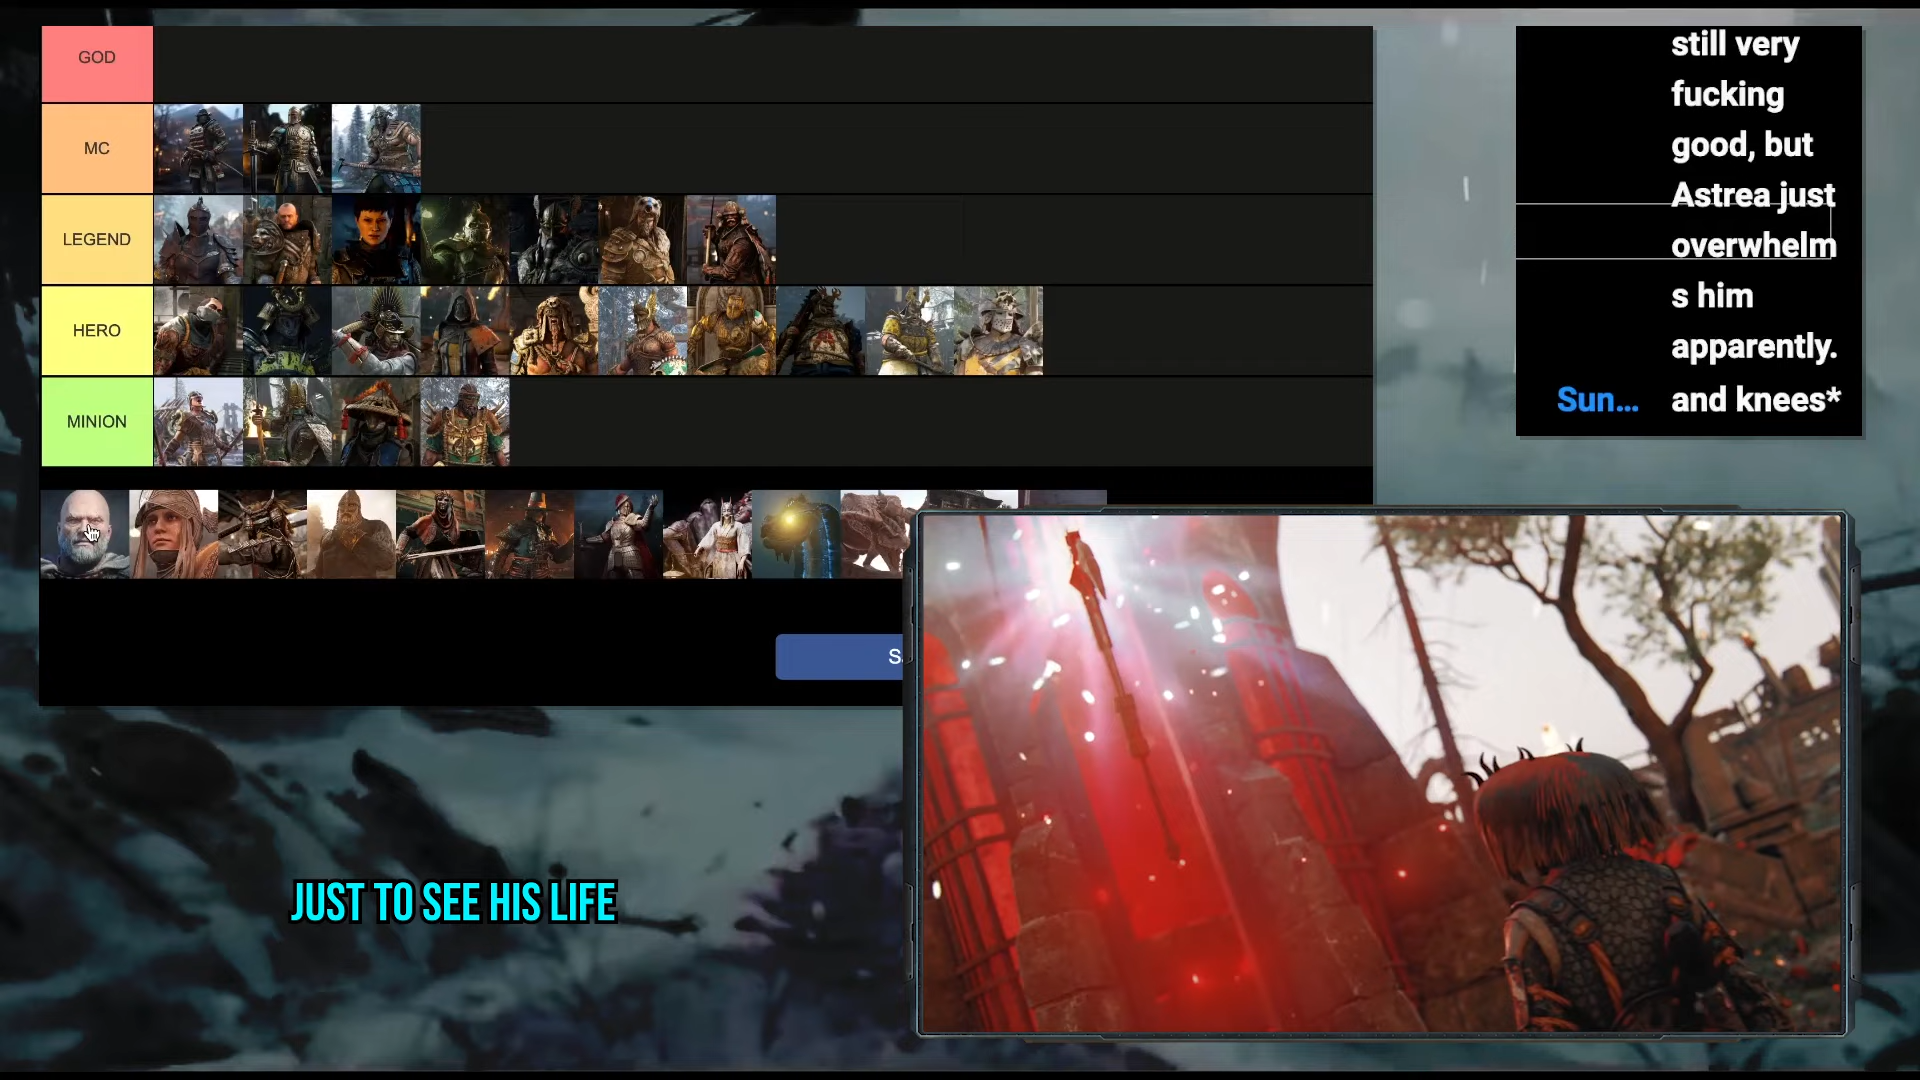 GOD
MC
LEGEND
HERO
MINION
still very
fucking
good, but
Astrea just
overwhelm
s him
apparently.
Sun... and knees*
JUST TO SEE HIS LIFE